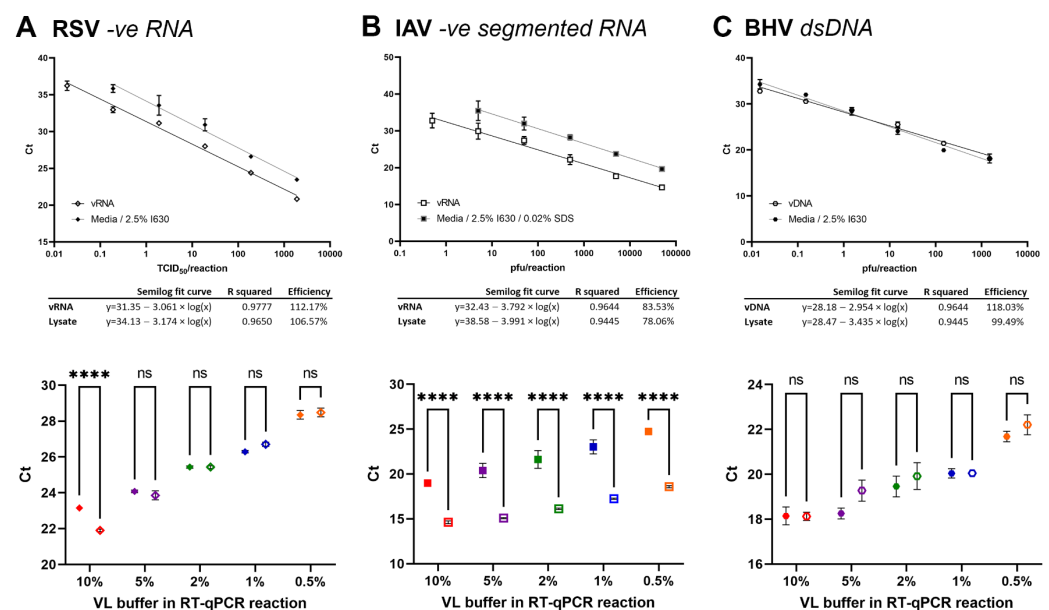 A RSV -ve RNA
40
35
30
25
20
15
Ct
vRNA
Media / 2.5% I630
0.01 0.1 1 10 100 1000 10000
TCID50/reaction
Semilog fit curve R squared Efficiency
vRNA y=31.35 – 3.061 × log(x) 0.9777 112.17%
Lysate y=34.13 – 3.174 × log(x) 0.9650 106.57%
B IAV -ve segmented RNA
50
40
30
20
10
0
Ct
vRNA
Media / 2.5% I630 / 0.02% SDS
0.1 1 10 100 1000 10000 100000
pfu/reaction
Semilog fit curve R squared Efficiency
vRNA y=32.43 – 3.792 × log(x) 0.9644 83.53%
Lysate y=38.58 – 3.991 × log(x) 0.9445 78.06%
C BHV dsDNA
40
30
20
10
0
Ct
vDNA
Media / 2.5% I630
0.01 0.1 1 10 100 1000 10000
pfu/reaction
Semilog fit curve R squared Efficiency
vDNA y=28.18 – 2.954 × log(x) 0.9644 118.03%
Lysate y=28.47 – 3.435 × log(x) 0.9445 99.49%
**** ns ns ns ns
30
28
26
24
22
20
Ct
10% 5% 2% 1% 0.5%
VL buffer in RT-qPCR reaction
**** **** **** **** ****
30
25
20
15
10
Ct
10% 5% 2% 1% 0.5%
VL buffer in RT-qPCR reaction
ns ns ns ns ns
24
22
20
18
16
Ct
10% 5% 2% 1% 0.5%
VL buffer in RT-qPCR reaction